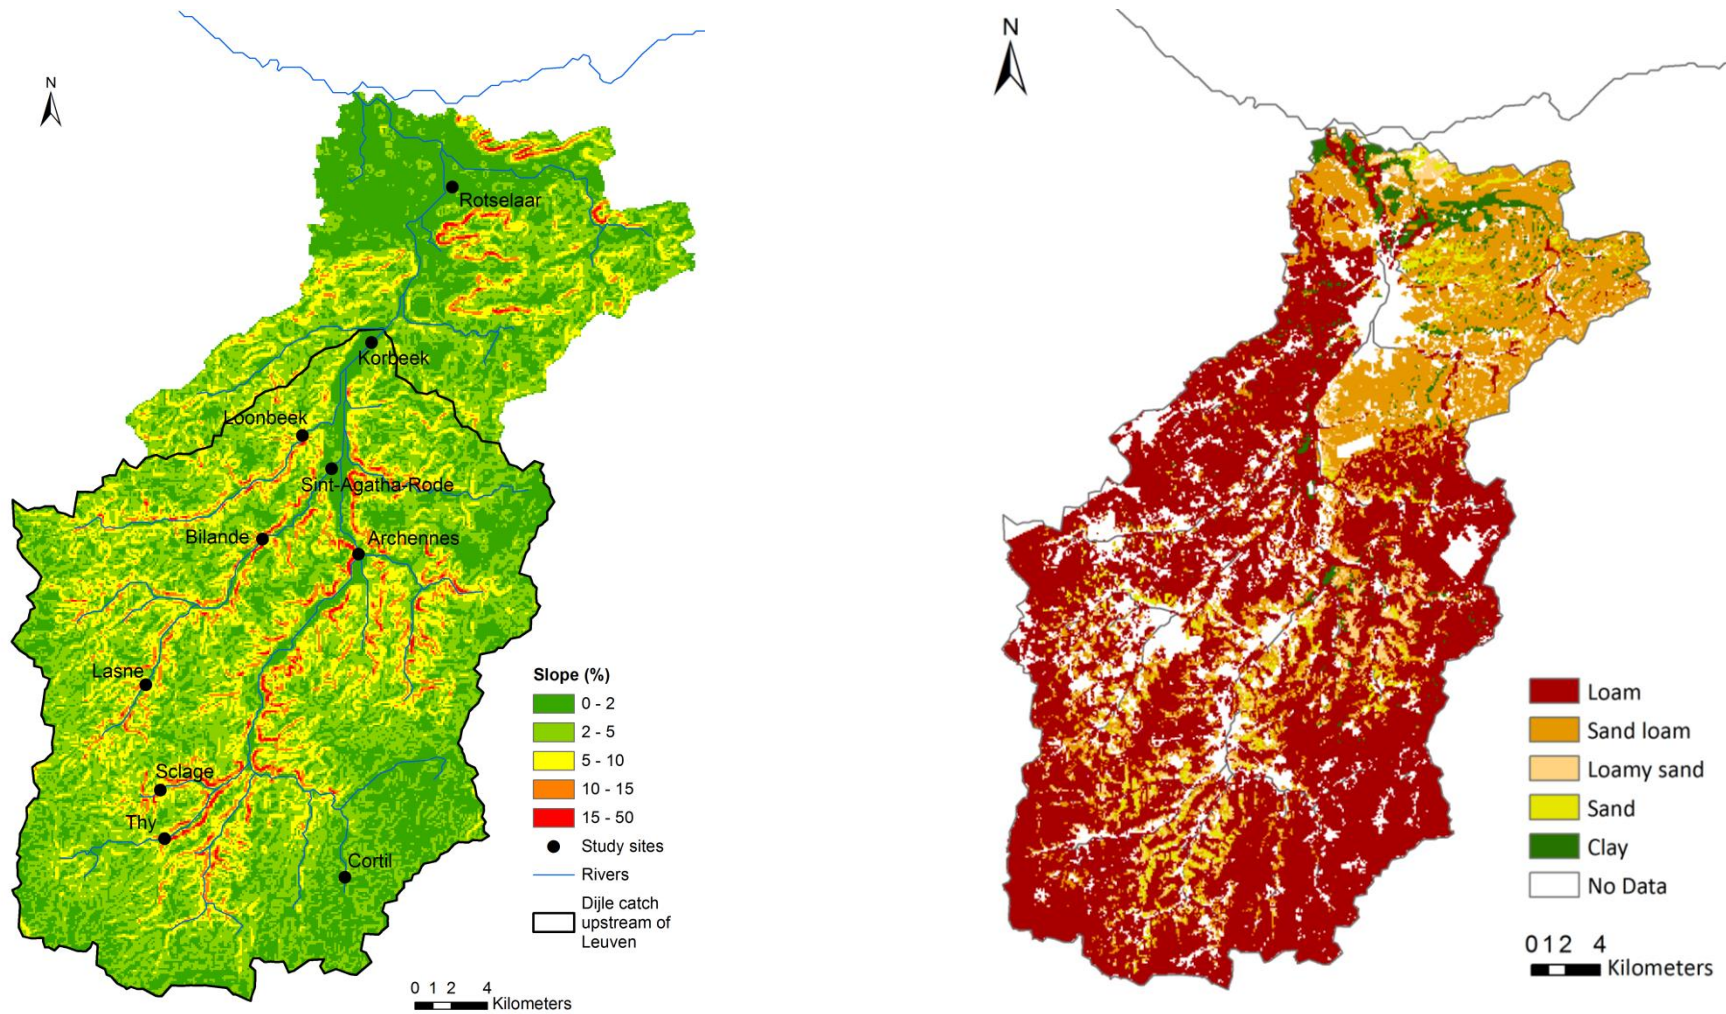 N
Rotselaar
Korbeek
Loonbeek
Sint-Agatha-Rode
Bilande
Archennes
Lasne
Sclage
Thy
Cortil
Slope (%)
0 - 2
2 - 5
5 - 10
10 - 15
15 - 50
Study sites
Rivers
Dijle catch
upstream of
Leuven
0 1 2 4
Kilometers
N
Loam
Sand loam
Loamy sand
Sand
Clay
No Data
0 1 2 4
Kilometers